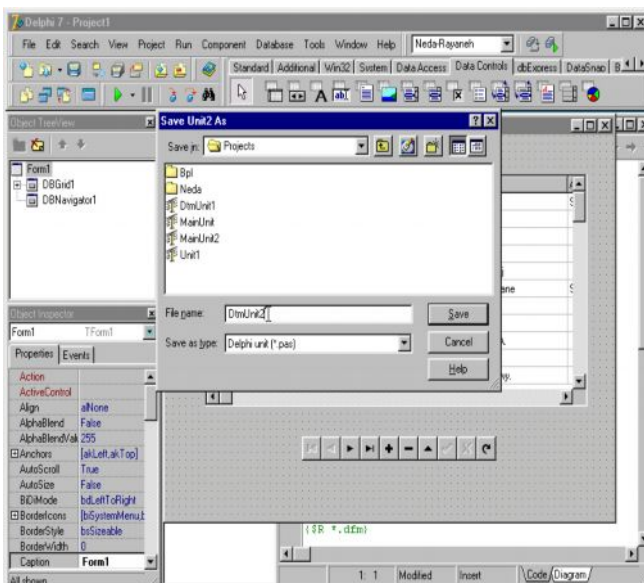 Delphi 7 - Project1
File Edit Search View Project Run Component Database Tools Window Help Neda-Rayaneh
Standard Additional Win32 System Data Access Data Controls dbExpress DataSnap B
Object TreeView
Form1
DBGrid1
DBNavigator1
Save Unit2 As
Save in: Projects
Bpl
Neda
DtmUnit1
MainUnit
MainUnit2
Unit1
File name: DtmUnit2
Save
Save as type: Delphi unit (*.pas)
Cancel
Help
Object Inspector
Form1 TForm1
Properties Events
Action
ActiveControl
Align alNone
AlphaBlend False
AlphaBlendVal 255
Anchors [akLeft,akTop]
AutoScroll True
AutoSize False
BiDiMode bdLeftToRight
BorderIcons [biSystemMenu,b
BorderStyle bsSizeable
BorderWidth 0
Caption Form1
All shown
{$R *.dfm}
1: 1 Modified Insert Code Diagram